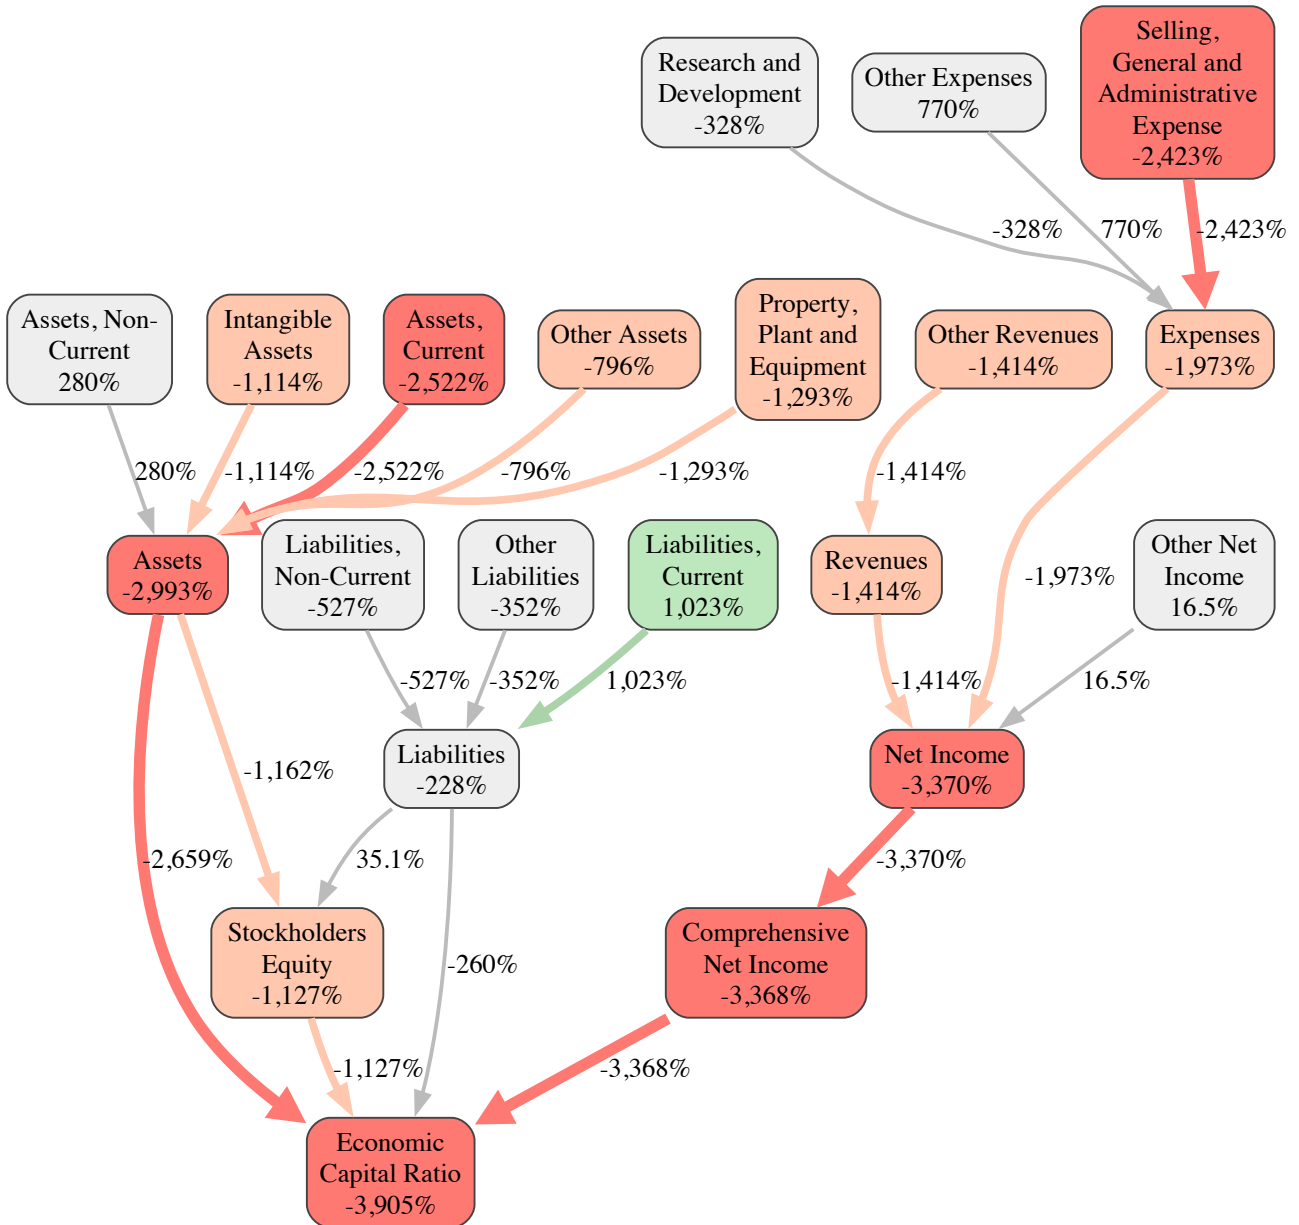 Selling,
General and
Administrative
Expense
-2,423%
Research and
Development
-328%
Other Expenses
770%
-328%
770%
-2,423%
Assets, Non-
Current
280%
Intangible
Assets
-1,114%
Assets,
Current
-2,522%
Other Assets
-796%
Property,
Plant and
Equipment
-1,293%
Other Revenues
-1,414%
Expenses
-1,973%
280%
-1,114%
-2,522%
-796%
-1,293%
-1,414%
Assets
-2,993%
Liabilities,
Non-Current
-527%
Other
Liabilities
-352%
Liabilities,
Current
1,023%
Revenues
-1,414%
-1,973%
Other Net
Income
16.5%
-527%
-352%
1,023%
-1,414%
16.5%
-1,162%
Liabilities
-228%
Net Income
-3,370%
-2,659%
35.1%
-3,370%
Stockholders
Equity
-1,127%
-260%
Comprehensive
Net Income
-3,368%
-1,127%
-3,368%
Economic
Capital Ratio
-3,905%